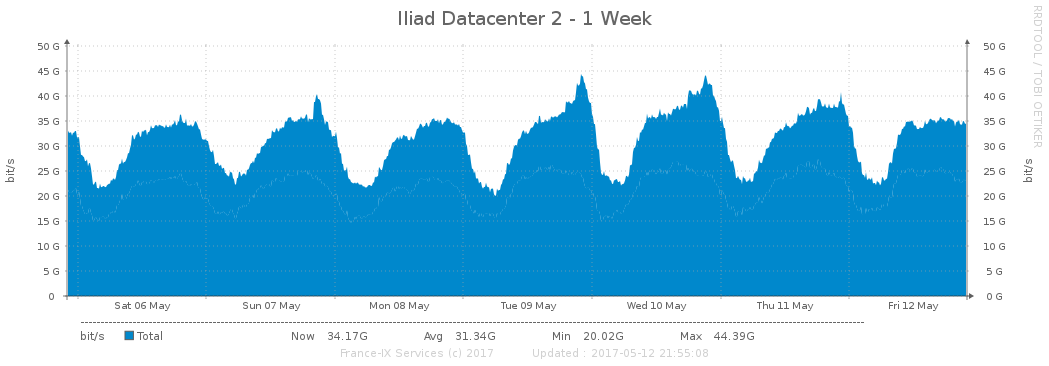 Iliad Datacenter 2 - 1 Week
RRDTOOL / TOBI OETIKER
50 G 50 G
45 G 45 G
40 G 40 G
35 G 35 G
30 G 30 G
25 G 25 G
20 G 20 G
15 G 15 G
10 G 10 G
5 G 5 G
0 0 G
bit/s bit/s
Sat 06 May Sun 07 May Mon 08 May Tue 09 May Wed 10 May Thu 11 May Fri 12 May
bit/s Total Now 34.17G Avg 31.34G Min 20.02G Max 44.39G
France-IX Services (c) 2017 Updated : 2017-05-12 21:55:08